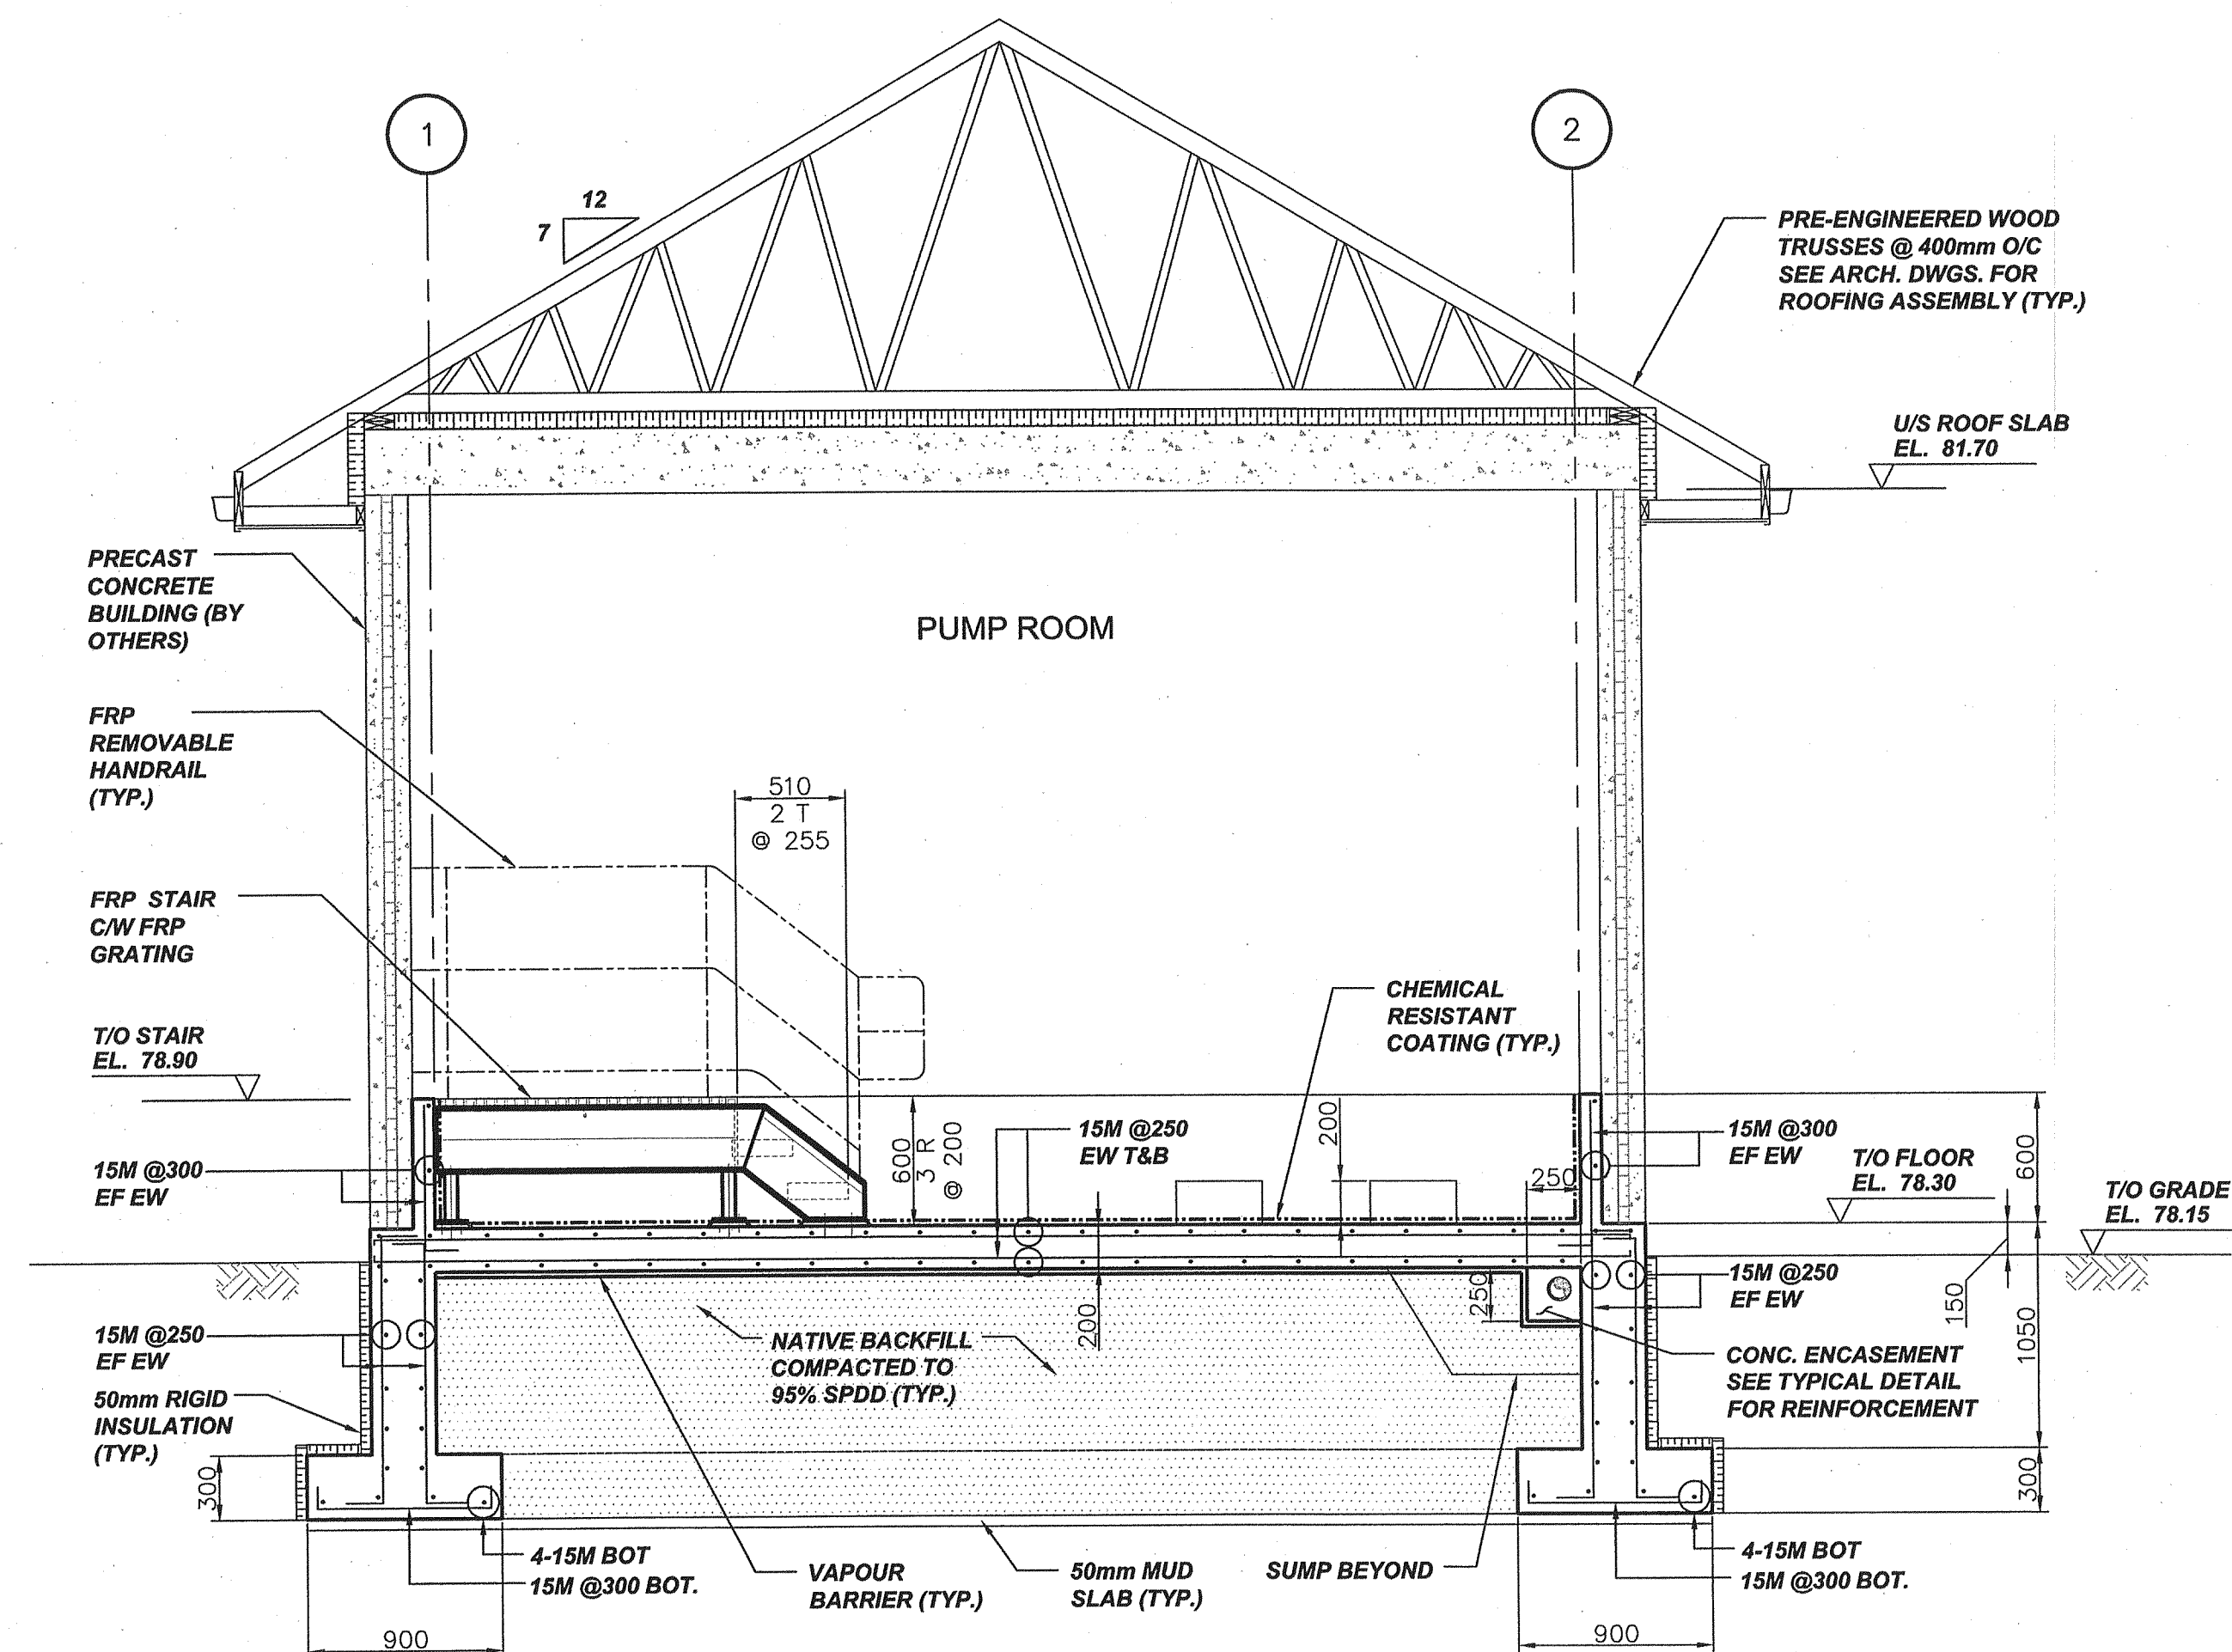 1
2
12
7
PRE-ENGINEERED WOOD
TRUSSES @ 400mm O/C
SEE ARCH. DWGS. FOR
ROOFING ASSEMBLY (TYP.)
U/S ROOF SLAB
EL. 81.70
PRECAST
CONCRETE
BUILDING (BY
OTHERS)
PUMP ROOM
FRP
REMOVABLE
HANDRAIL
(TYP.)
510
2 T
@ 255
FRP STAIR
C/W FRP
GRATING
CHEMICAL
RESISTANT
COATING (TYP.)
T/O STAIR
EL. 78.90
15M @300
EF EW
600
3 R
@ 200
15M @250
EW T&B
200
250
15M @300
EF EW
T/O FLOOR
EL. 78.30
600
T/O GRADE
EL. 78.15
15M @250
EF EW
NATIVE BACKFILL
COMPACTED TO
95% SPDD (TYP.)
200
250
15M @250
EF EW
150
1050
CONC. ENCASEMENT
SEE TYPICAL DETAIL
FOR REINFORCEMENT
50mm RIGID
INSULATION
(TYP.)
300
300
4-15M BOT
15M @300 BOT.
VAPOUR
BARRIER (TYP.)
50mm MUD
SLAB (TYP.)
SUMP BEYOND
4-15M BOT
15M @300 BOT.
900
900